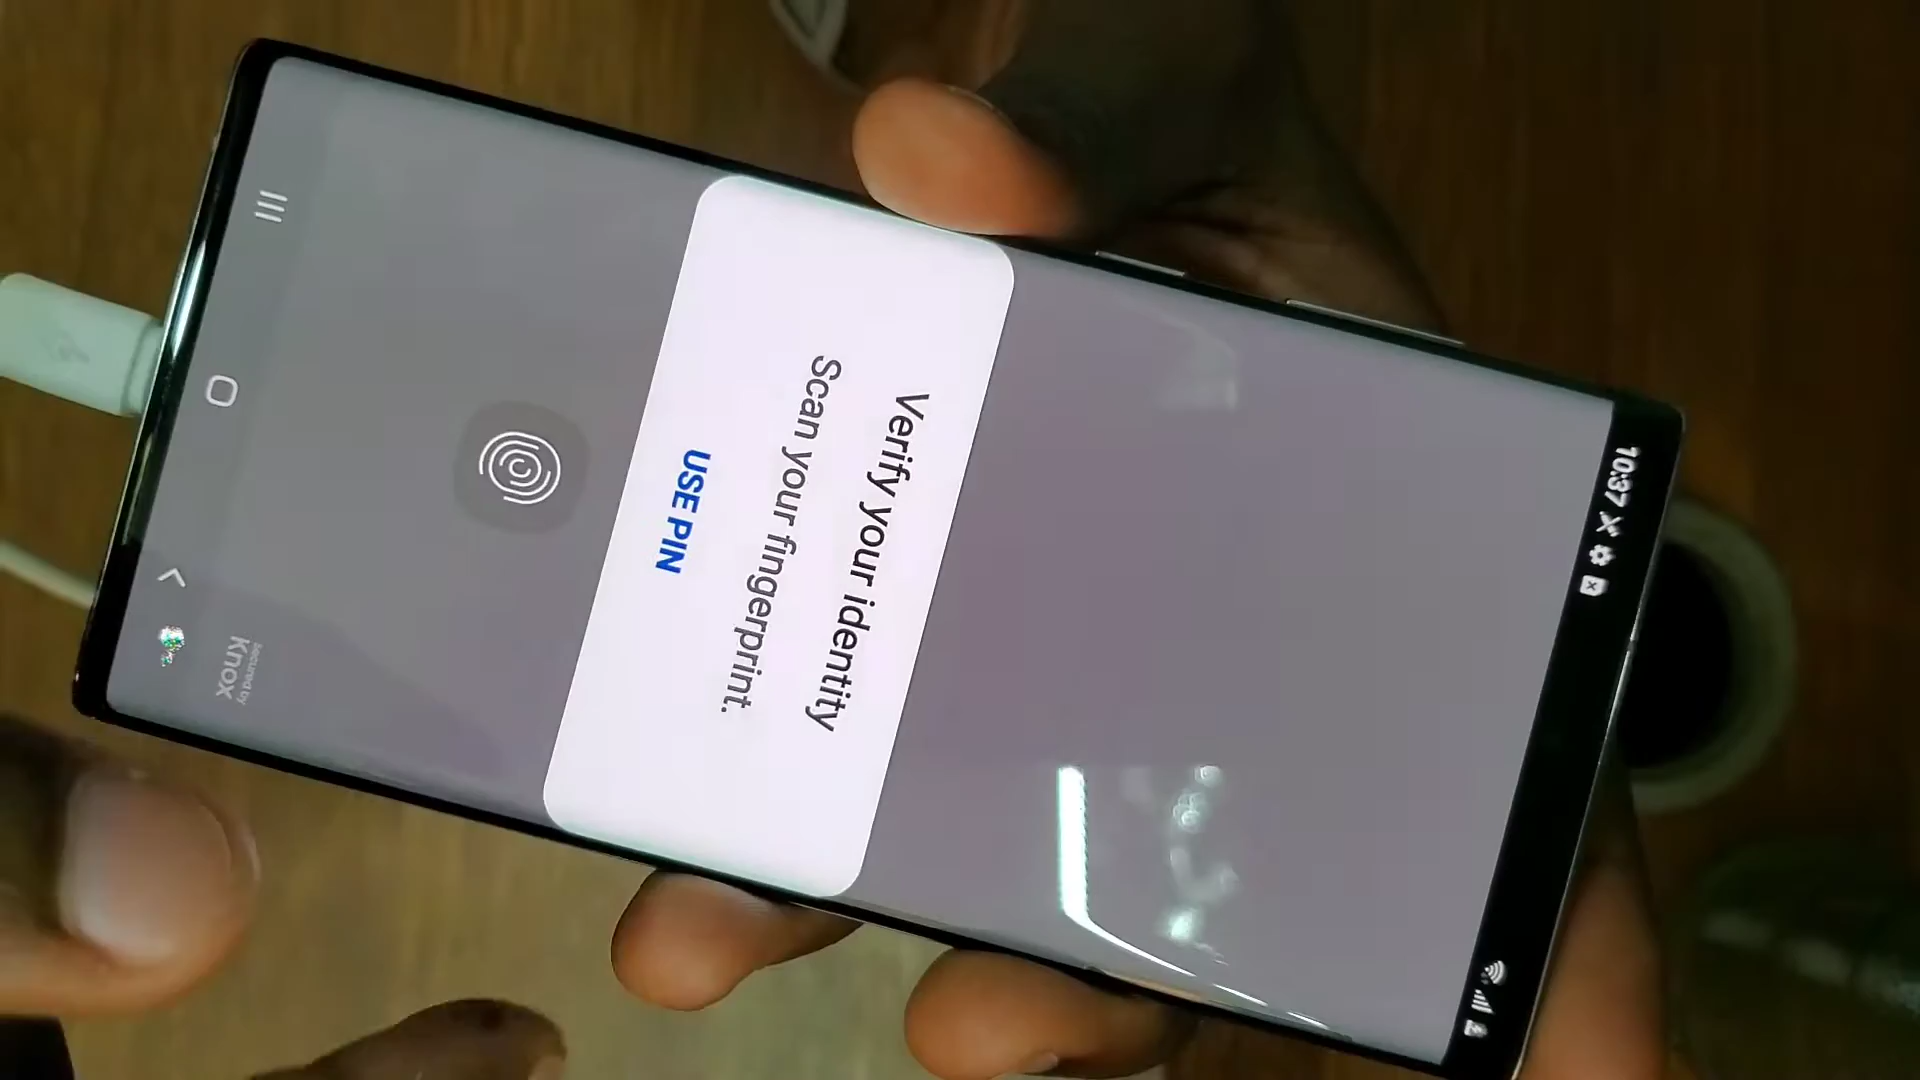 10:37
Verify your identity
Scan your fingerprint.
USE PIN
Secured by
Knox